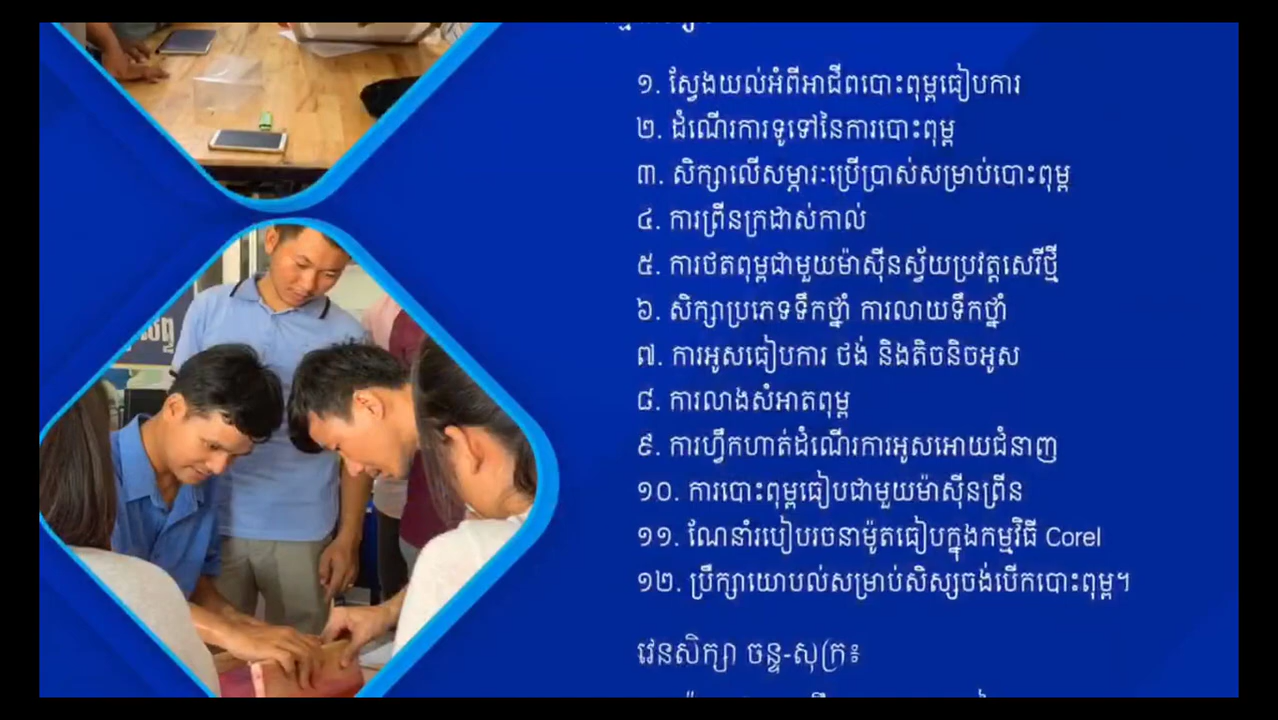 ១. ស្វែងយល់អំពីអាជីពបោះពុម្ពធៀបការ
២. ដំណើរការទូទៅនៃការបោះពុម្ព
៣. សិក្សាលើសម្ភារៈប្រើប្រាស់សម្រាប់បោះពុម្ព
៤. ការព្រីនក្រដាស់កាល់
៥. ការថតពុម្ពជាមួយម៉ាស៊ីនស្វ័យប្រវត្តសេរីថ្មី
៦. សិក្សាប្រភេទទឹកថ្នាំ ការលាយទឹកថ្នាំ
៧. ការអូសធៀបការ ថង់ និងតិចនិចអូស
៨. ការលាងសំអាតពុម្ព
៩. ការហ្វឹកហាត់ដំណើរការអូសអោយជំនាញ
១០. ការបោះពុម្ពធៀបជាមួយម៉ាស៊ីនព្រីន
១១. ណែនាំរបៀបរចនាម៉ូតធៀបក្នុងកម្មវិធី Corel
១២. ប្រឹក្សាយោបល់សម្រាប់សិស្សចង់បើកបោះពុម្ព។
វេនសិក្សា ចន្ទ-សុក្រ៖